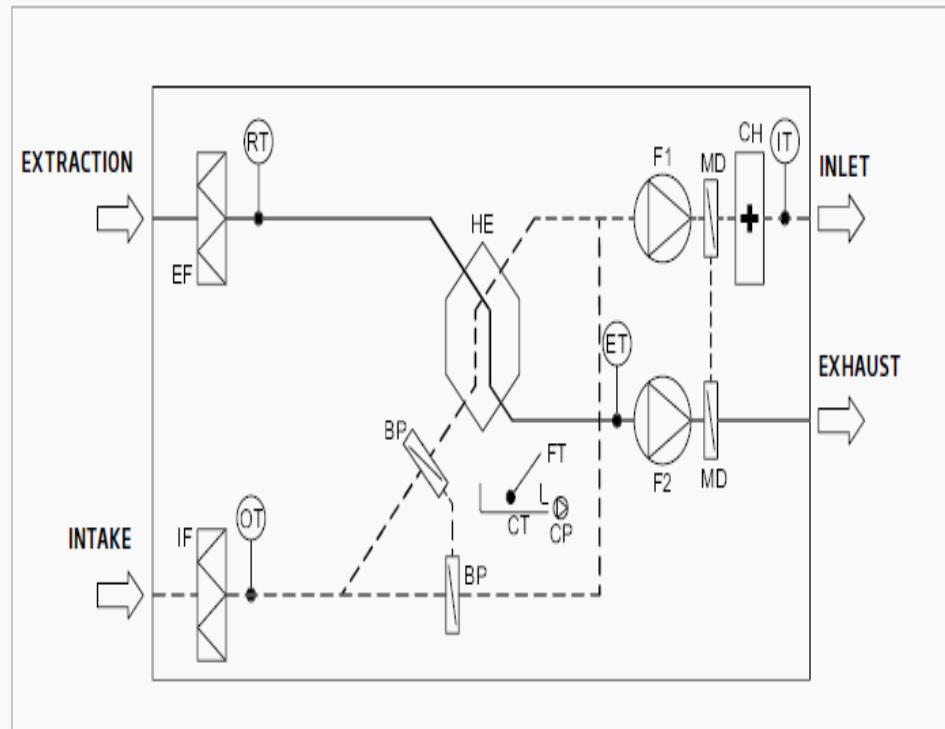 CH
RT
F1
MD
IT
EXTRACTION
INLET
HE
EF
ET
EXHAUST
BP
FT
F2
MD
L
OT
IF
CT
CP
INTAKE
BP